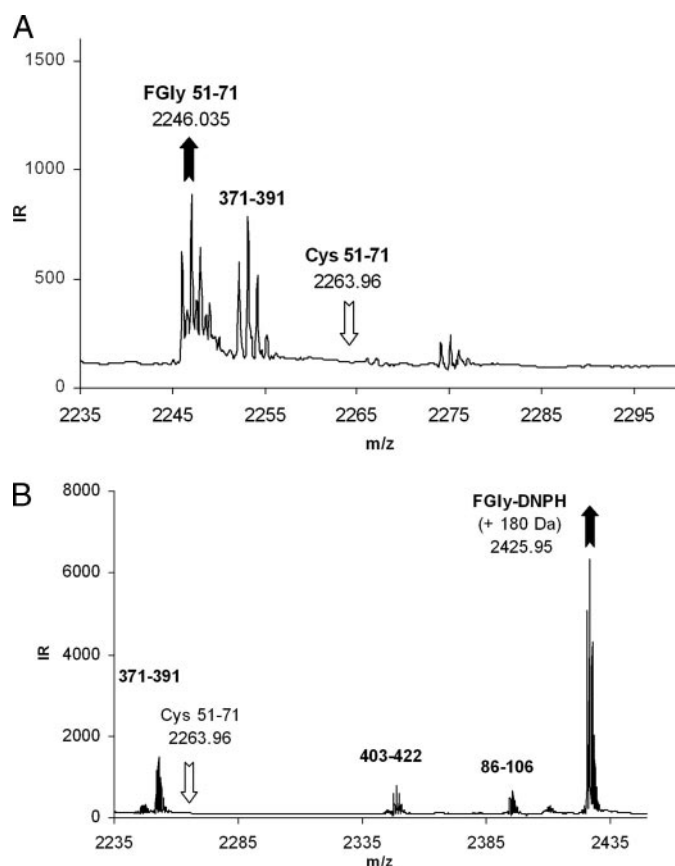 A
1500
FGly 51-71
2246.035
1000
371-391
IR
Cys 51-71
2263.96
500
0
2235 2245 2255 2265 2275 2285 2295
m/z
B
8000
FGly-DNPH
(+ 180 Da)
2425.95
6000
IR
4000
371-391
Cys 51-71
2263.96
2000
403-422
86-106
0
2235 2285 2335 2385 2435
m/z